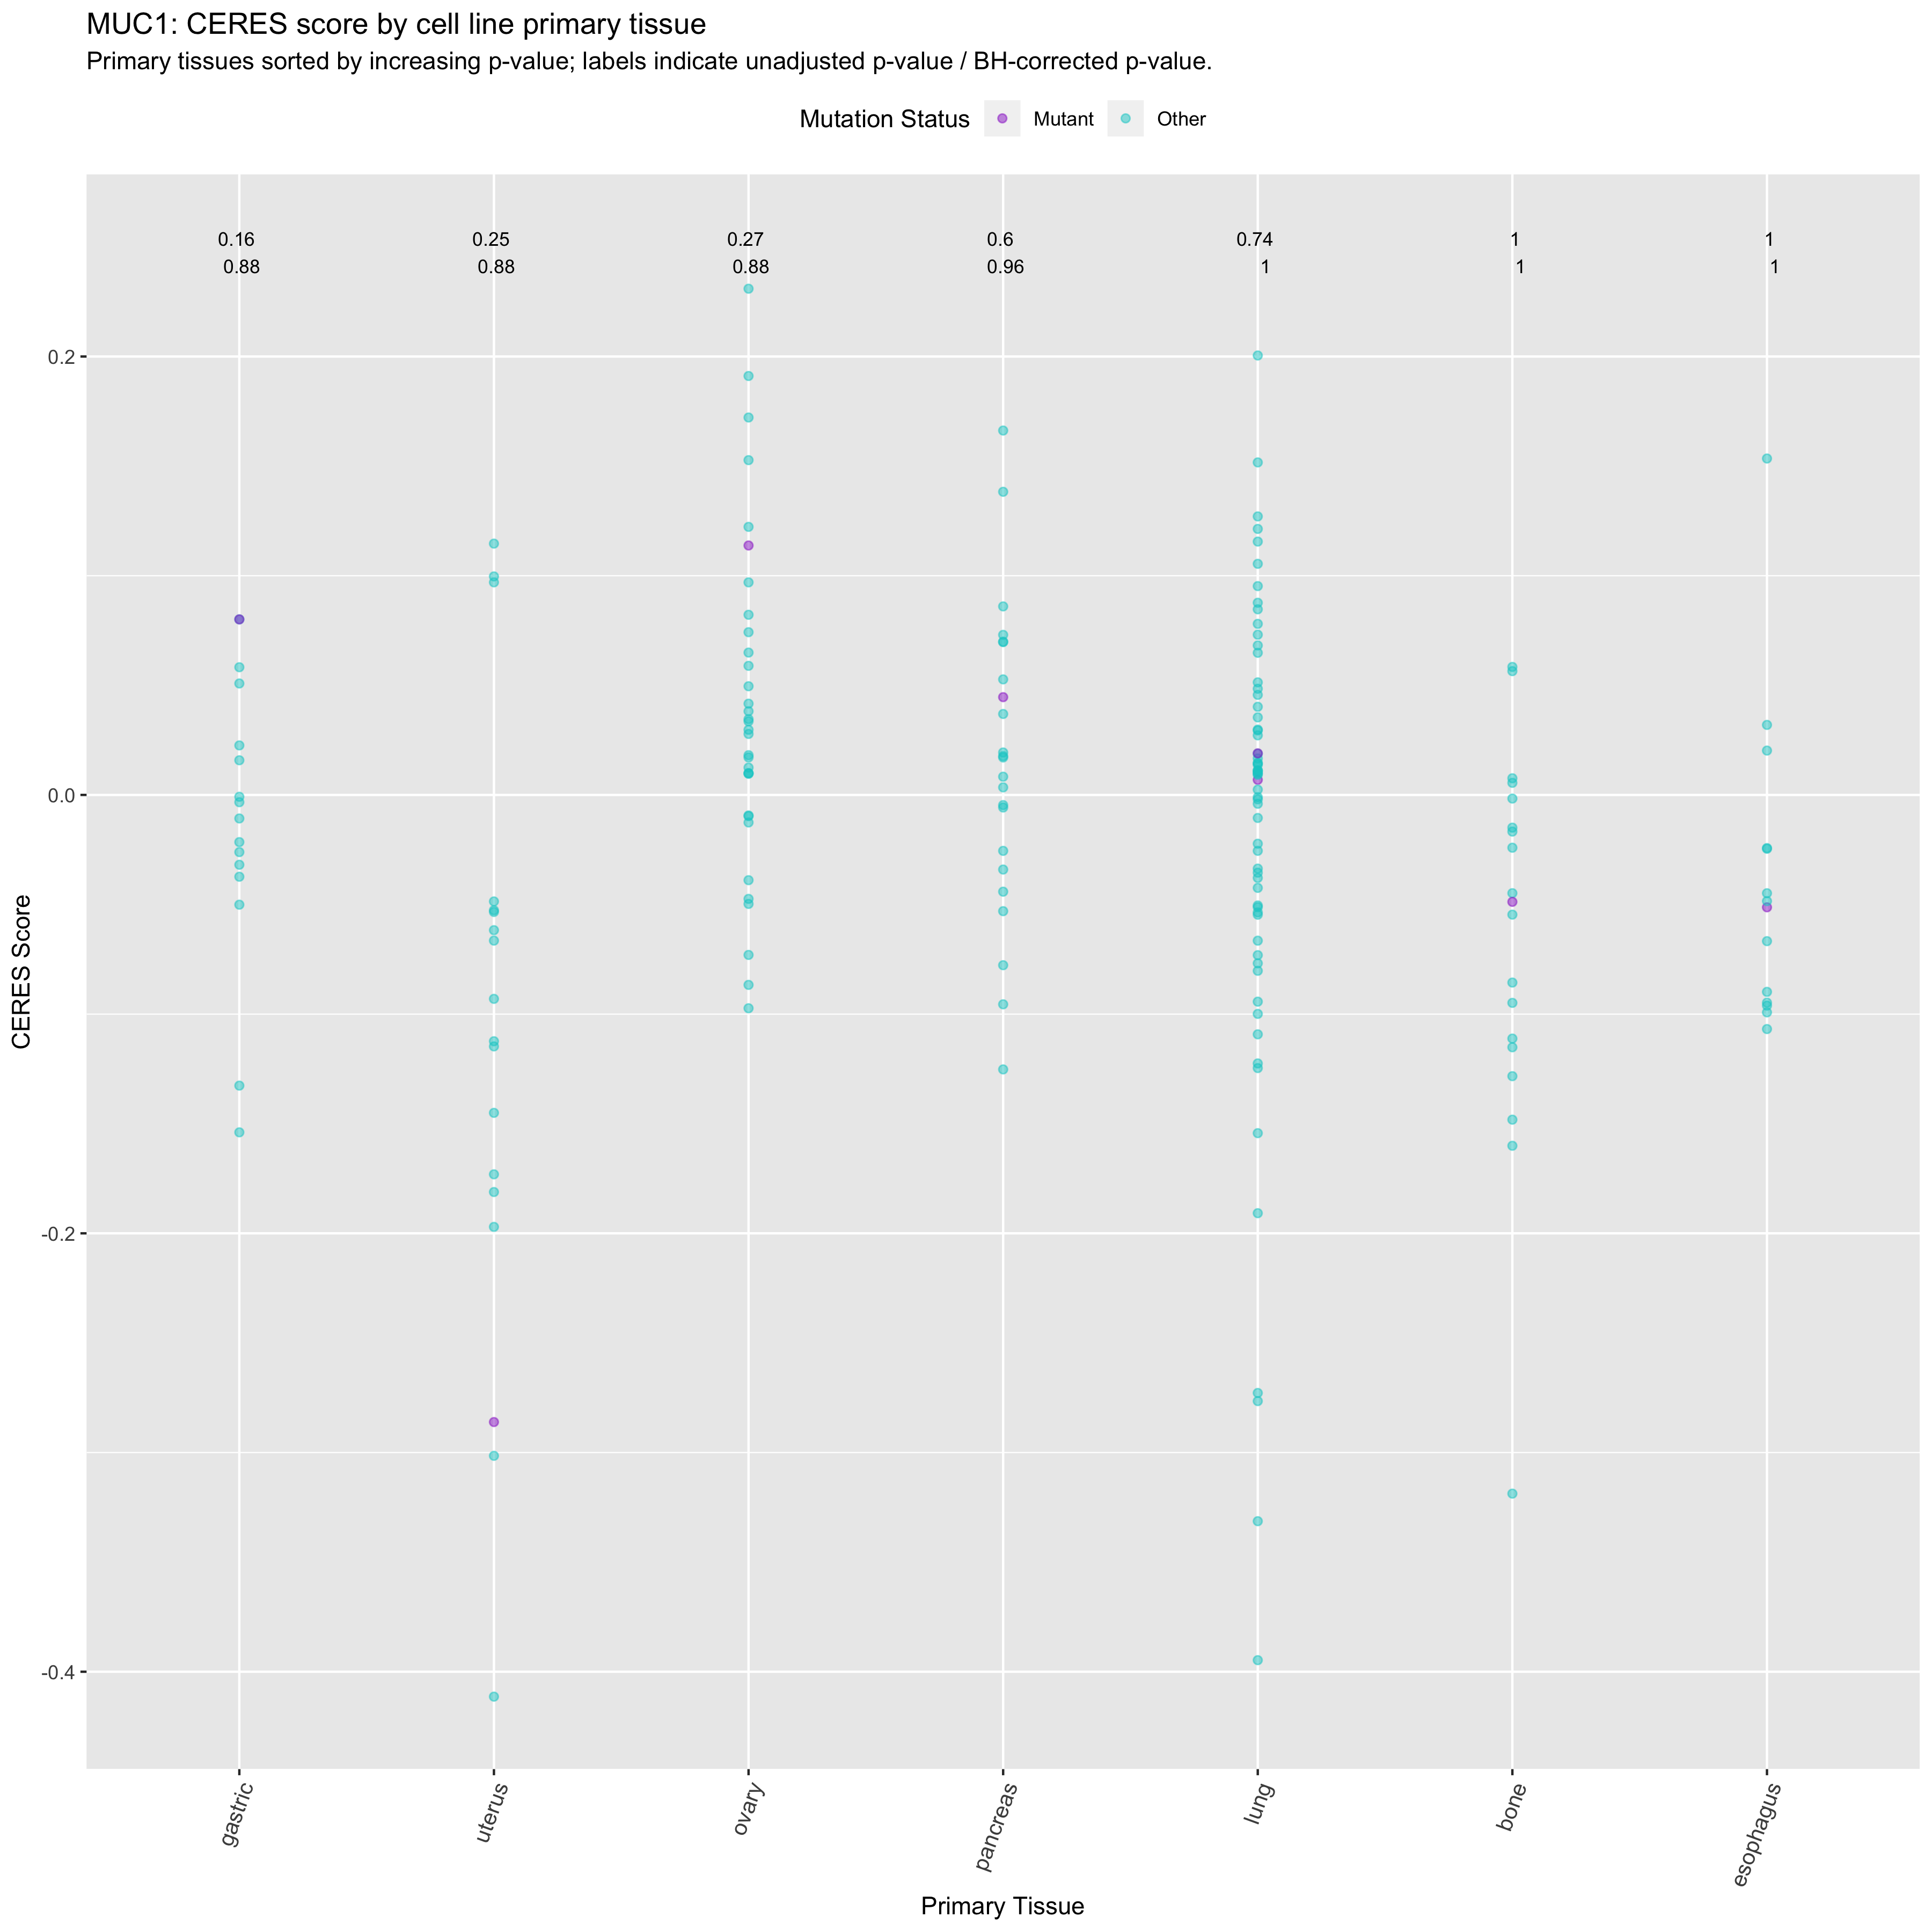 MUC1: CERES score by cell line primary tissue
Primary tissues sorted by increasing p-value; labels indicate unadjusted p-value / BH-corrected p-value.
Mutation Status Mutant Other
0.16 0.25 0.27 0.6 0.74 1 1
0.88 0.88 0.88 0.96 1 1 1
0.2
0.0
-0.2
-0.4
CERES Score
gastric uterus ovary pancreas lung bone esophagus
Primary Tissue